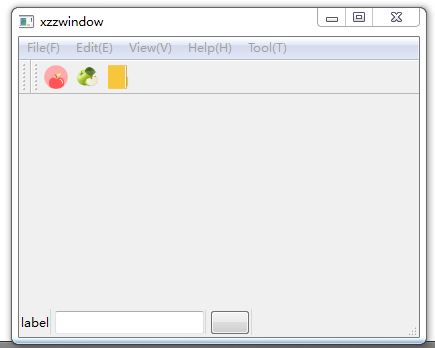 xzzwindow
File(F) Edit(E) View(V) Help(H) Tool(T)
label